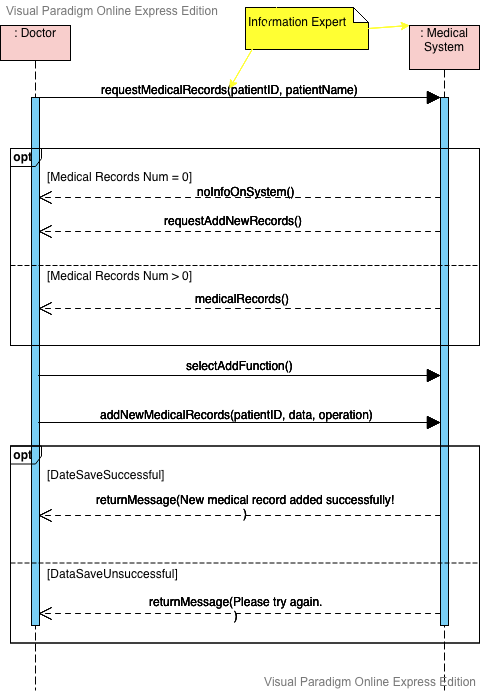 Visual Paradigm Online Express Edition
: Doctor
Information Expert
: Medical
System
requestMedicalRecords(patientID, patientName)
opt
[Medical Records Num = 0]
noInfoOnSystem()
requestAddNewRecords()
[Medical Records Num > 0]
medicalRecords()
selectAddFunction()
addNewMedicalRecords(patientID, data, operation)
opt
[DateSaveSuccessful]
returnMessage(New medical record added successfully!
)
[DataSaveUnsuccessful]
returnMessage(Please try again.
)
Visual Paradigm Online Express Edition